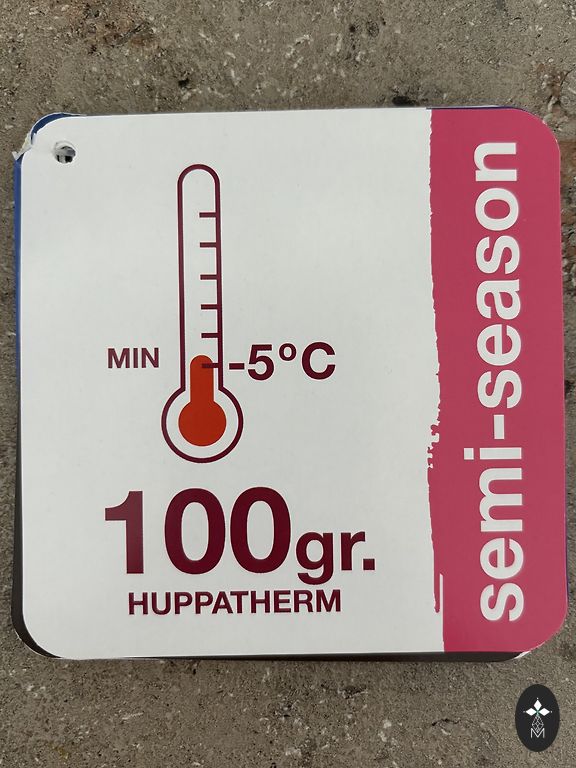 MIN -5°C
100gr.
HUPPATHERM
semi-season